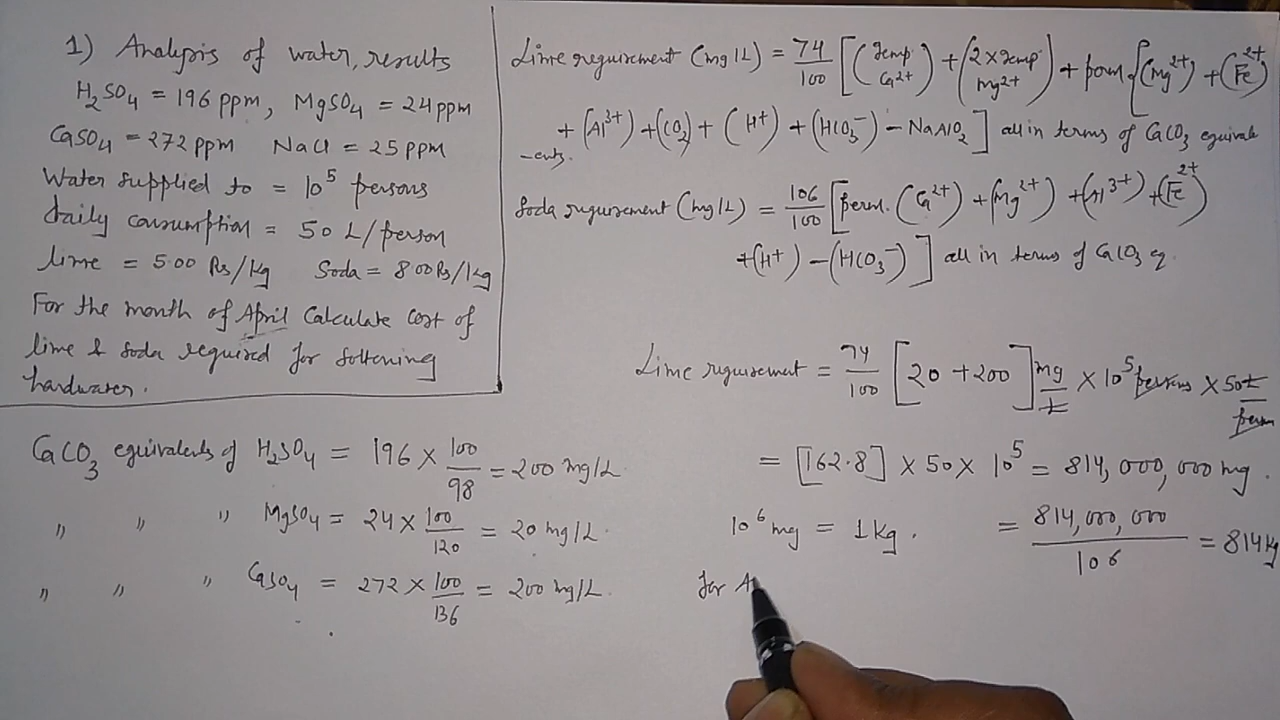 1) Analysis of water, results
H2SO4 = 196 ppm, MgSO4 = 24 ppm
CaSO4 = 272 ppm NaCl = 25 ppm
Water supplied to = 10^5 persons
daily consumption = 50 L/person
lime = 500 Rs/kg Soda = 800 Rs/1kg
For the month of April calculate cost of
lime & soda required for softening
hardwater.
Lime requirement (mg/L) = 74/100 [(Temp Ca2+) + (2 x Temp Mg2+) + perm {(Mg2+) + (Fe2+)
+ (Al3+) + (CO2) + (H+) + (HCO3-) - NaAlO2] all in terms of CaCO3 equival
-ents.
Soda requirement (mg/L) = 106/100 [perm. (Ca2+) + (Mg2+) + (Al3+) + (Fe2+)
+ (H+) - (HCO3-)] all in terms of CaCO3 eq.
CaCO3 equivalents of H2SO4 = 196 x 100/98 = 200 mg/L.
" " " MgSO4 = 24 x 100/120 = 20 mg/L.
" " " CaSO4 = 272 x 100/136 = 200 mg/L.
Lime requirement = 74/100 [20 + 200] mg/L x 10^5 persons x 50 L/person
= [162.8] x 50 x 10^5 = 814,000,000 mg.
10^6 mg = 1 kg. = 814,000,000/10^6 = 814 kg
for A